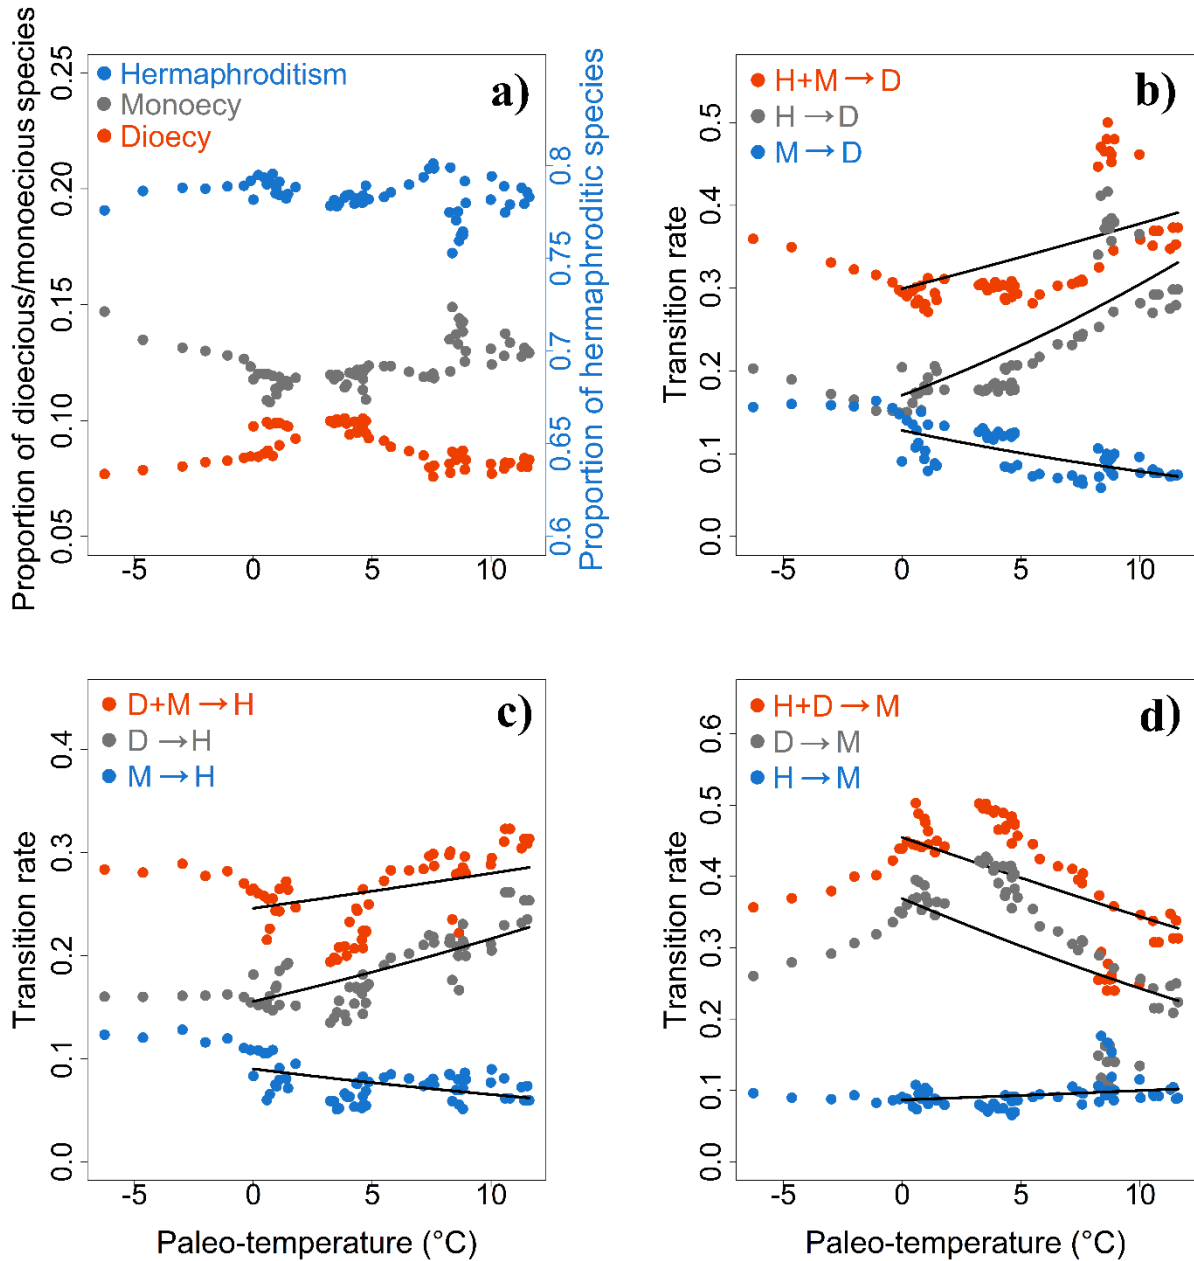 a)
Hermaphroditism
Monoecy
Dioecy
Proportion of dioecious/monoecious species
0.05 0.10 0.15 0.20 0.25
Proportion of hermaphroditic species
0.6 0.65 0.7 0.75 0.8
-5 0 5 10
b)
H+M → D
H → D
M → D
Transition rate
0.0 0.1 0.2 0.3 0.4 0.5
-5 0 5 10
c)
D+M → H
D → H
M → H
Transition rate
0.0 0.1 0.2 0.3 0.4
-5 0 5 10
Paleo-temperature (°C)
d)
H+D → M
D → M
H → M
Transition rate
0.0 0.1 0.2 0.3 0.4 0.5 0.6
-5 0 5 10
Paleo-temperature (°C)